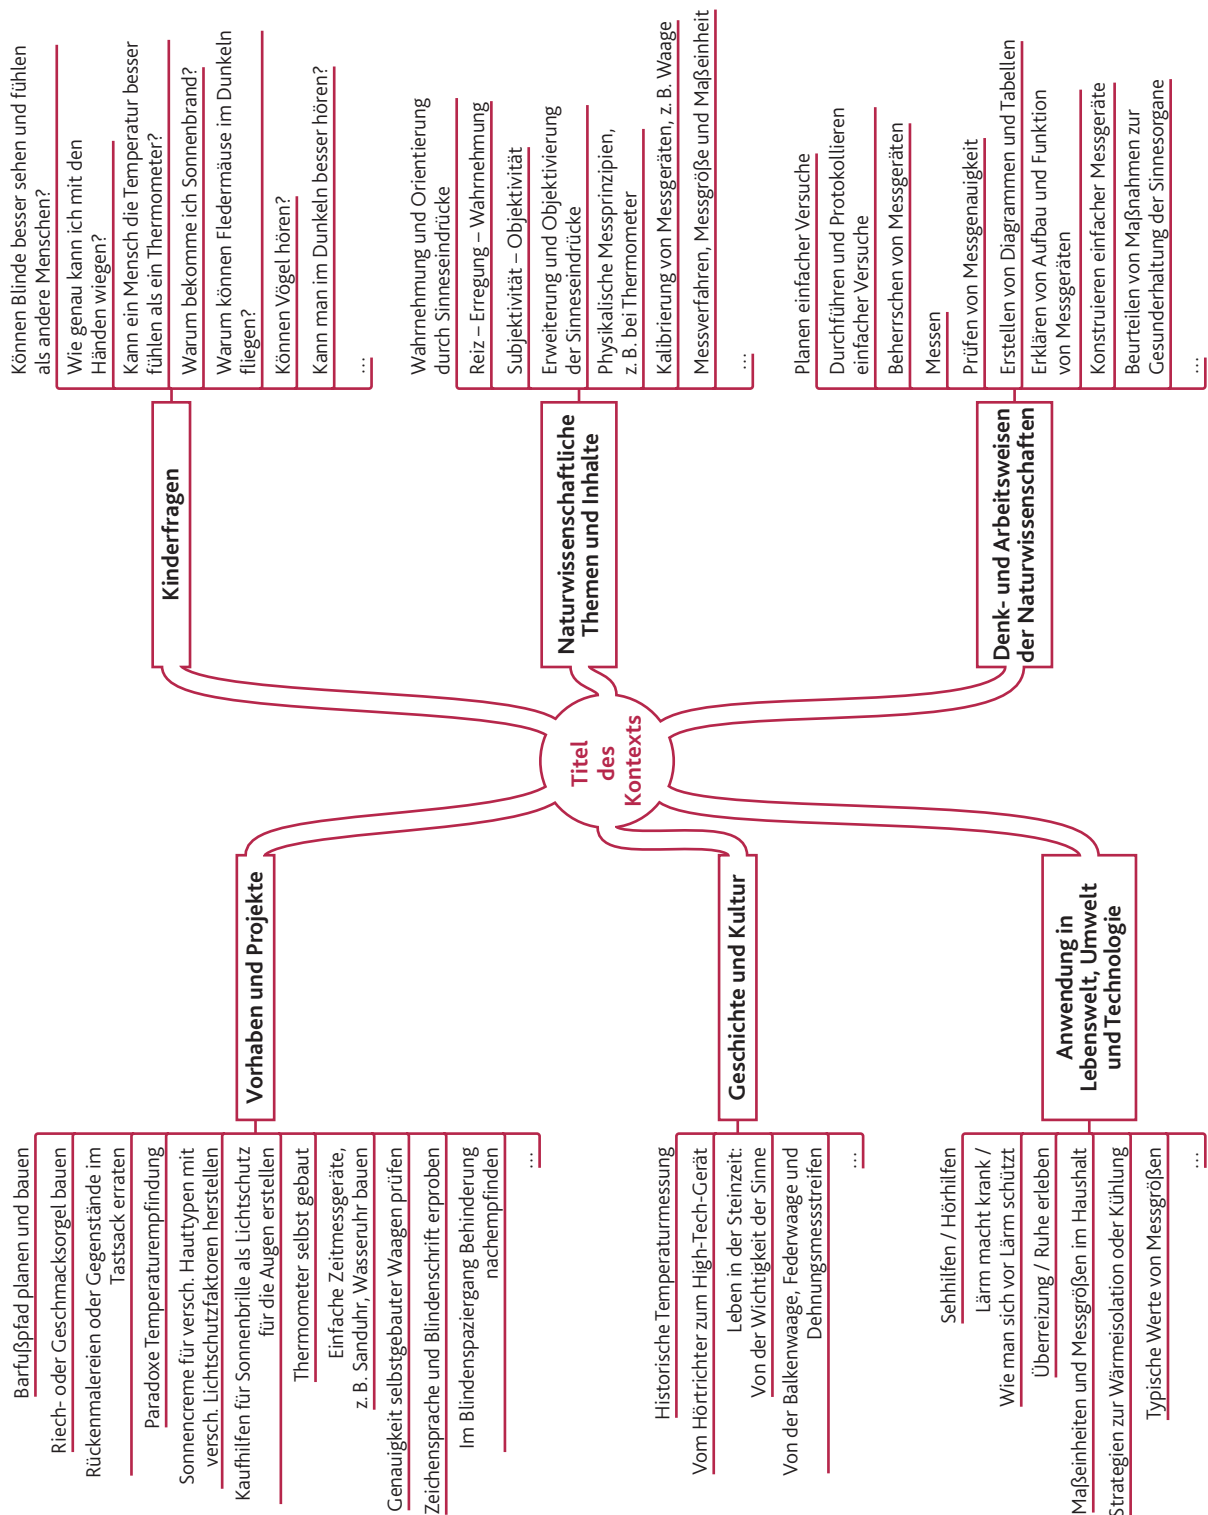 Titel
des
Kontexts
Vorhaben und Projekte
Barfußpfad planen und bauen
Riech- oder Geschmacksorgel bauen
Rückenmalereien oder Gegenstände im
Tastsack erraten
Paradoxe Temperaturempfindung
Sonnencreme für versch. Hauttypen mit
versch. Lichtschutzfaktoren herstellen
Kaufhilfen für Sonnenbrille als Lichtschutz
für die Augen erstellen
Thermometer selbst gebaut
Einfache Zeitmessgeräte,
z. B. Sanduhr, Wasseruhr bauen
Genauigkeit selbstgebauter Waagen prüfen
Zeichensprache und Blindenschrift erproben
Im Blindenspaziergang Behinderung
nachempfinden
...
Geschichte und Kultur
Historische Temperaturmessung
Vom Hörtrichter zum High-Tech-Gerät
Leben in der Steinzeit:
Von der Wichtigkeit der Sinne
Von der Balkenwaage, Federwaage und
Dehnungsmessstreifen
...
Anwendung in
Lebenswelt, Umwelt
und Technologie
Sehhilfen / Hörhilfen
Lärm macht krank /
Wie man sich vor Lärm schützt
Überreizung / Ruhe erleben
Maßeinheiten und Messgrößen im Haushalt
Strategien zur Wärmeisolation oder Kühlung
Typische Werte von Messgrößen
...
Kinderfragen
Können Blinde besser sehen und fühlen
als andere Menschen?
Wie genau kann ich mit den
Händen wiegen?
Kann ein Mensch die Temperatur besser
fühlen als ein Thermometer?
Warum bekomme ich Sonnenbrand?
Warum können Fledermäuse im Dunkeln
fliegen?
Können Vögel hören?
Kann man im Dunkeln besser hören?
...
Naturwissenschaftliche
Themen und Inhalte
Wahrnehmung und Orientierung
durch Sinneseindrücke
Reiz – Erregung – Wahrnehmung
Subjektivität – Objektivität
Erweiterung und Objektivierung
der Sinneseindrücke
Physikalische Messprinzipien,
z. B. bei Thermometer
Kalibrierung von Messgeräten, z. B. Waage
Messverfahren, Messgröße und Maßeinheit
...
Denk- und Arbeitsweisen
der Naturwissenschaften
Planen einfacher Versuche
Durchführen und Protokollieren
einfacher Versuche
Beherrschen von Messgeräten
Messen
Prüfen von Messgenauigkeit
Erstellen von Diagrammen und Tabellen
Erklären von Aufbau und Funktion
von Messgeräten
Konstruieren einfacher Messgeräte
Beurteilen von Maßnahmen zur
Gesunderhaltung der Sinnesorgane
...